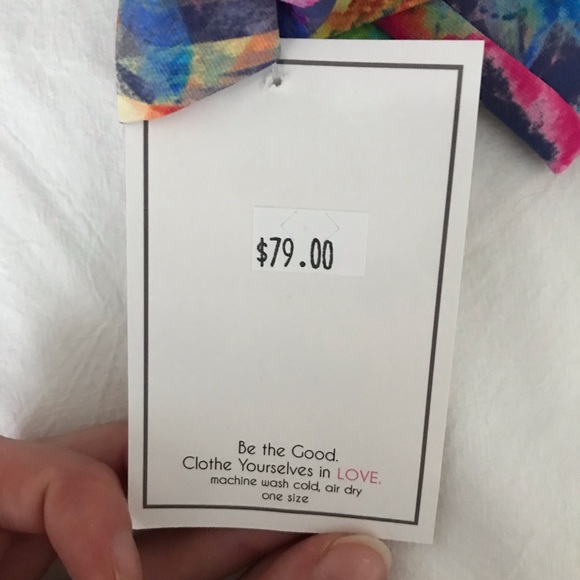 $79.00
Be the Good.
Clothe Yourselves in LOVE.
machine wash cold, air dry
one size